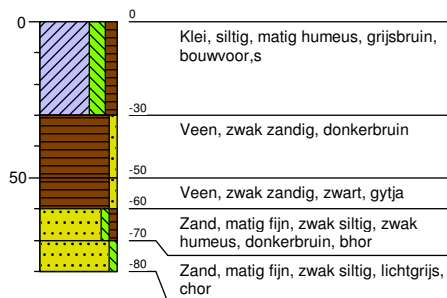 0
0
Klei, siltig, matig humeus, grijsbruin,
bouwvoor,s
-30
Veen, zwak zandig, donkerbruin
50
-50
Veen, zwak zandig, zwart, gytja
-60
Zand, matig fijn, zwak siltig, zwak
humeus, donkerbruin, bhor
-70
Zand, matig fijn, zwak siltig, lichtgrijs,
chor
-80